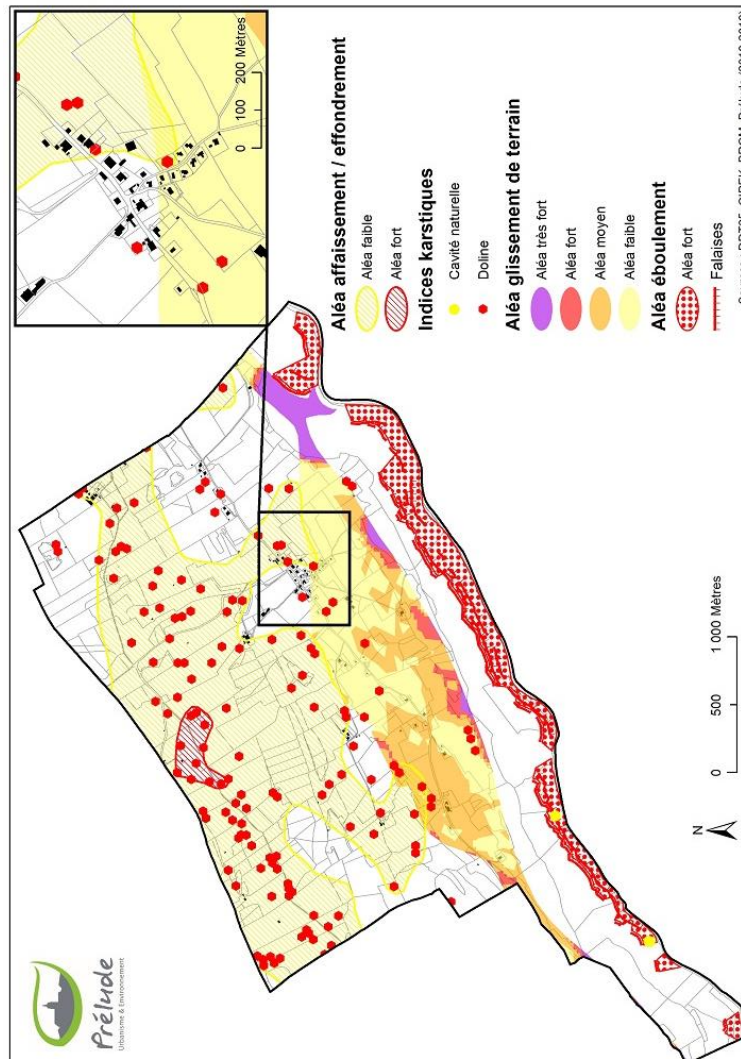 Prélude
Urbanisme & Environnement
0 100 200 Mètres
Aléa affaissement / effondrement
Aléa faible
Aléa fort
Indices karstiques
Cavité naturelle
Doline
Aléa glissement de terrain
Aléa très fort
Aléa fort
Aléa moyen
Aléa faible
Aléa éboulement
Aléa fort
Falaises
N
0 500 1 000 Mètres